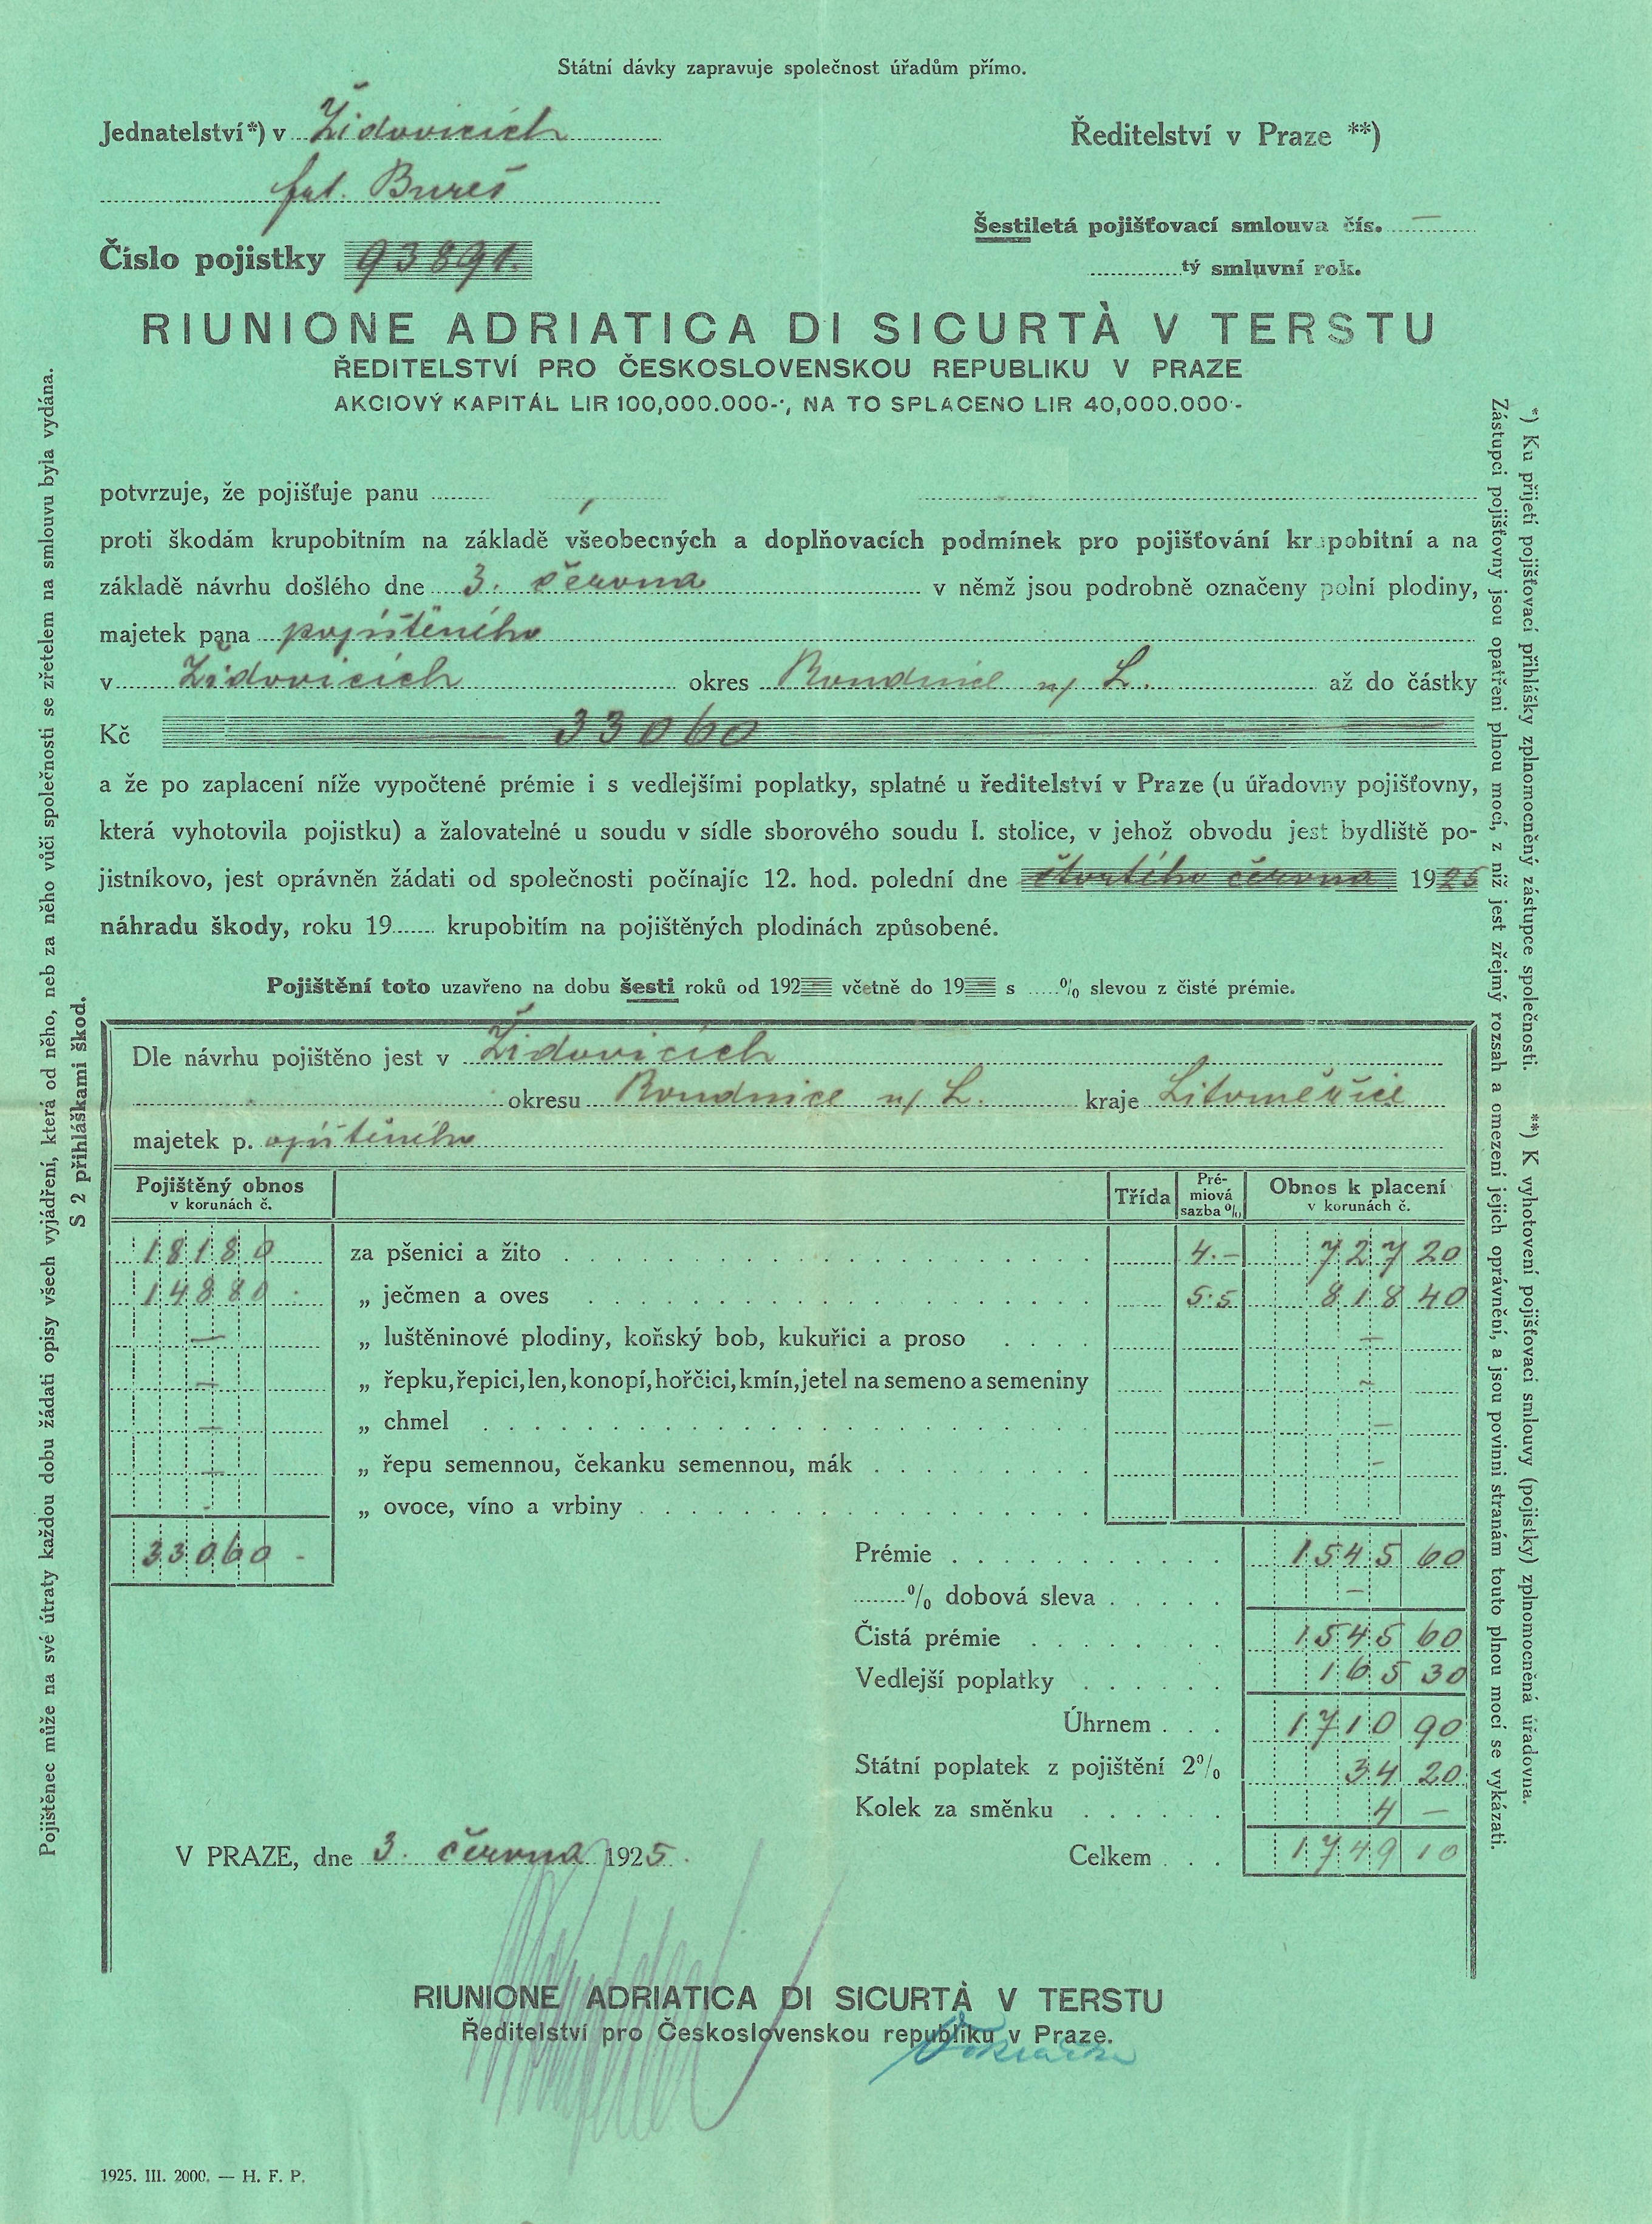 Státní dávky zapravuje společnost úřadům přímo.
Jednatelství*) v Židovicích
Ředitelství v Praze **)
fil. Bureš
Šestiletá pojišťovací smlouva čís. —
Číslo pojistky 93891.
tý smluvní rok.
RIUNIONE ADRIATICA DI SICURTÀ V TERSTU
ŘEDITELSTVÍ PRO ČESKOSLOVENSKOU REPUBLIKU V PRAZE
AKCIOVÝ KAPITÁL LIR 100,000.000-·, NA TO SPLACENO LIR 40,000.000·-
potvrzuje, že pojišťuje panu
proti škodám krupobitním na základě všeobecných a doplňovacích podmínek pro pojišťování krupobitní a na
základě návrhu došlého dne 3. června v němž jsou podrobně označeny polní plodiny,
majetek pana pojištěného
v Židovicích okres Roudnice n/ L. až do částky
Kč 33060
a že po zaplacení níže vypočtené prémie i s vedlejšími poplatky, splatné u ředitelství v Praze (u úřadovny pojišťovny,
která vyhotovila pojistku) a žalovatelné u soudu v sídle sborového soudu I. stolice, v jehož obvodu jest bydliště po-
jistníkovo, jest oprávněn žádati od společnosti počínajíc 12. hod. polední dne čtvrtého června 1925
náhradu škody, roku 19...... krupobitím na pojištěných plodinách způsobené.
Pojištění toto uzavřeno na dobu šesti roků od 192 včetně do 19 s .....% slevou z čisté prémie.
Dle návrhu pojištěno jest v Židovicích
okresu Roudnice n/ L. kraje Litoměřice
majetek p. ojištěného
Pojištěný obnos v korunách č. Třída Pré-miová sazba % Obnos k placení v korunách č.
18180 za pšenici a žito 4.— 727 20
14880 . „ ječmen a oves 5.5 818 40
— „ luštěninové plodiny, koňský bob, kukuřici a proso —
— „ řepku, řepici, len, konopí, hořčici, kmín, jetel na semeno a semeniny —
— „ chmel —
— „ řepu semennou, čekanku semennou, mák -
„ ovoce, víno a vrbiny
33060 -
Prémie 1545 60
% dobová sleva —
Čistá prémie 1545 60
Vedlejší poplatky 165 30
Úhrnem 1710 90
Státní poplatek z pojištění 2% 34 20
Kolek za směnku 4 —
Celkem 1749 10
V PRAZE, dne 3. června 1925.
RIUNIONE ADRIATICA DI SICURTÀ V TERSTU
Ředitelství pro Československou republiku v Praze.
1925. III. 2000. — H. F. P.
Pojištěnec může na své útraty každou dobu žádati opisy všech vyjádření, která od něho, neb za něho vůči společnosti se zřetelem na smlouvu byla vydána.
S 2 přihláškami škod.
*) Ku přijetí pojišťovací přihlášky zplnomocněný zástupce společnosti. **) K vyhotovení pojišťovací smlouvy (pojistky) zplnomocněná úřadovna.
Zástupci pojišťovny jsou opatřeni plnou mocí, z níž jest zřejmý rozsah a omezení jejich oprávnění, a jsou povinni stranám touto plnou mocí se vykázati.